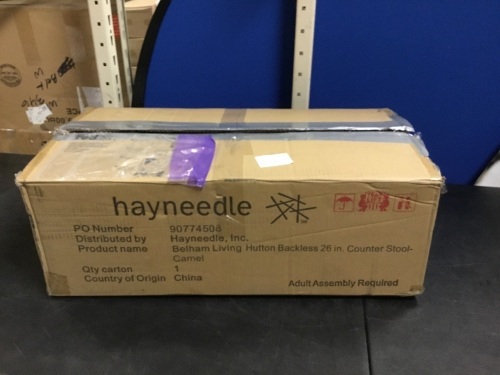 hayneedle
PO Number 90774508
Distributed by Hayneedle, Inc.
Product name Belham Living Hutton Backless 26 in. Counter Stool-
Camel
Qty carton 1
Country of Origin China
Adult Assembly Required